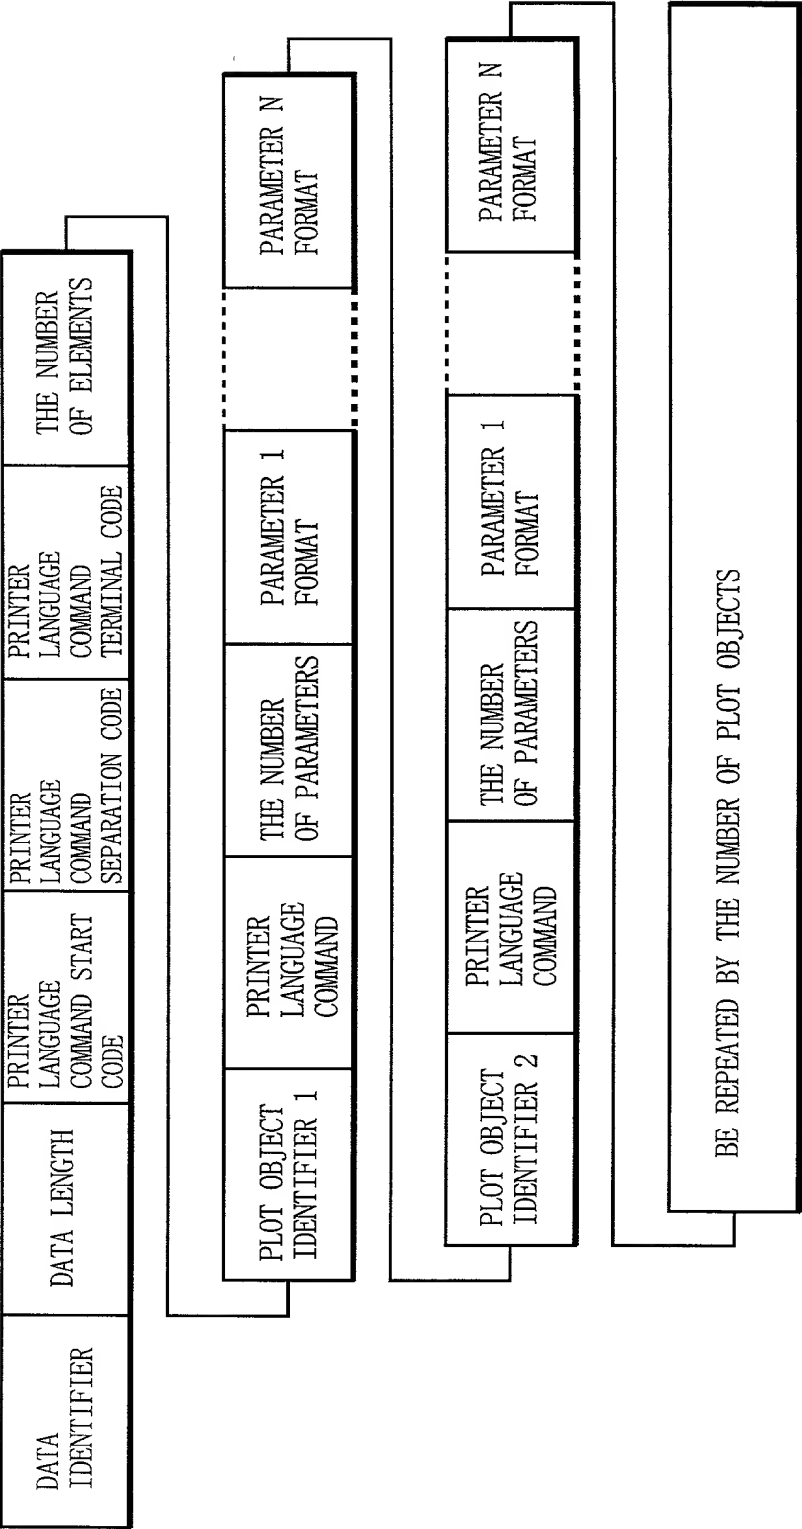 DATA
IDENTIFIER
DATA LENGTH
PRINTER
LANGUAGE
COMMAND START
CODE
PRINTER
LANGUAGE
COMMAND
SEPARATION CODE
PRINTER
LANGUAGE
COMMAND
TERMINAL CODE
THE NUMBER
OF ELEMENTS
PLOT OBJECT
IDENTIFIER 1
PRINTER
LANGUAGE
COMMAND
THE NUMBER
OF PARAMETERS
PARAMETER 1
FORMAT
PARAMETER N
FORMAT
PLOT OBJECT
IDENTIFIER 2
PRINTER
LANGUAGE
COMMAND
THE NUMBER
OF PARAMETERS
PARAMETER 1
FORMAT
PARAMETER N
FORMAT
BE REPEATED BY THE NUMBER OF PLOT OBJECTS